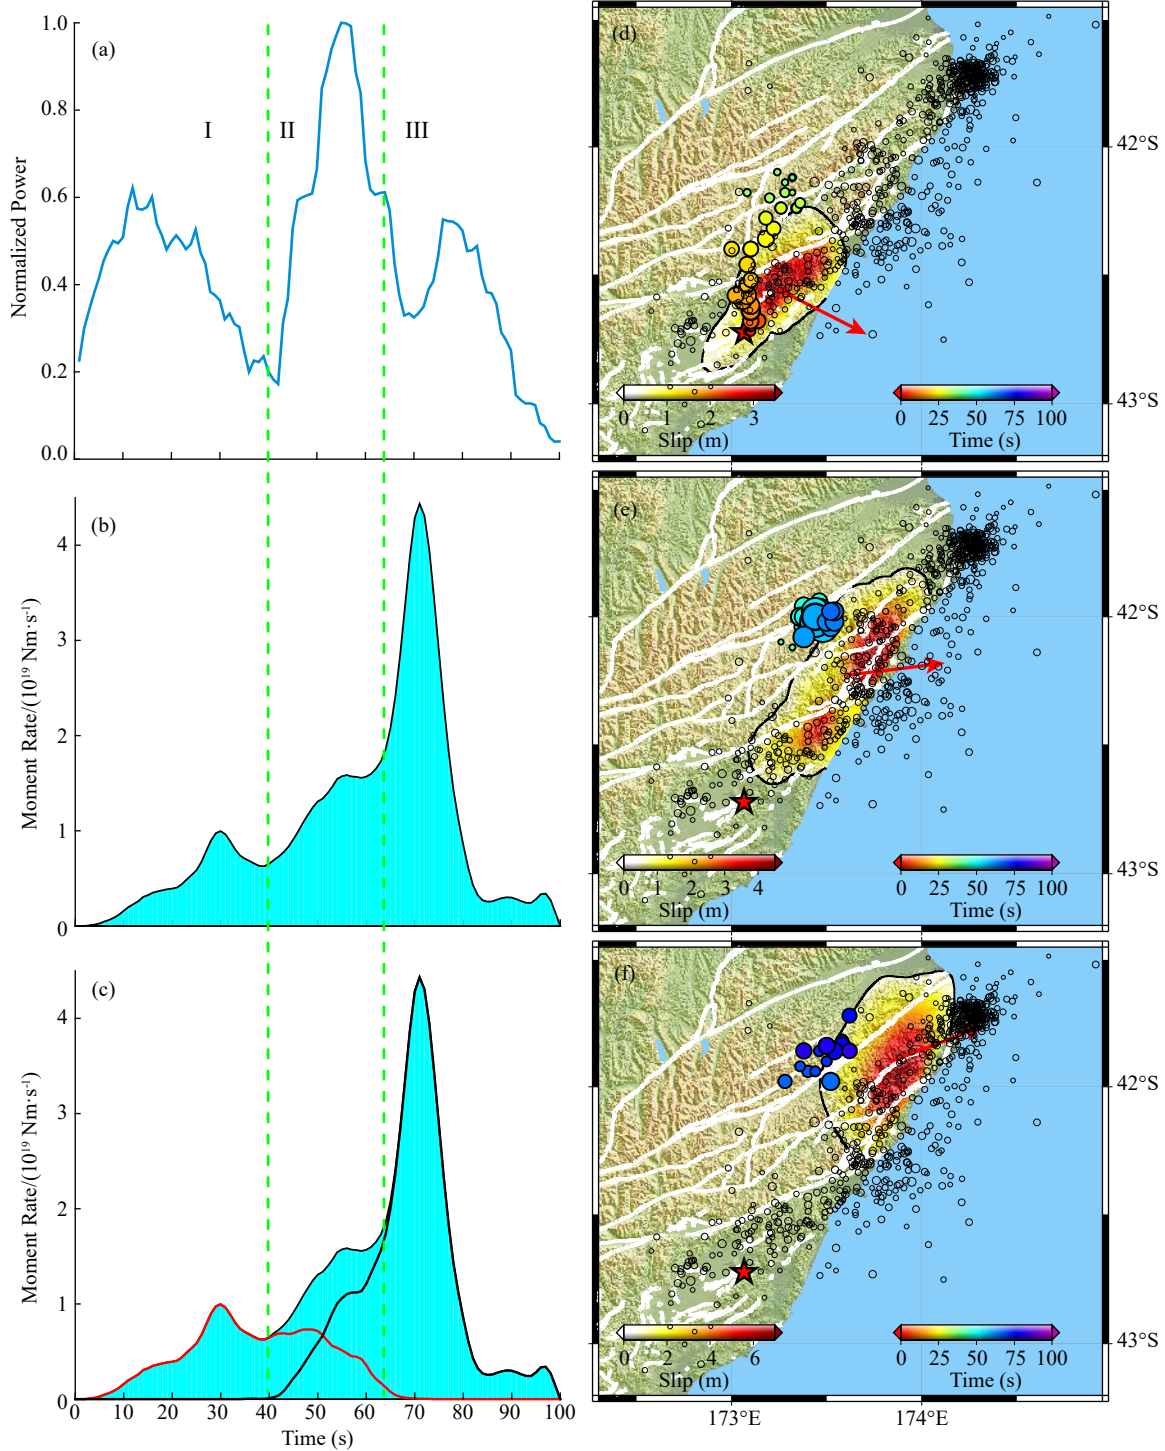 (a)
I
II
III
Normalized Power
1.0
0.8
0.6
0.4
0.2
0.0
(b)
Moment Rate/(10¹⁹ Nm·s⁻¹)
4
3
2
1
0
(c)
Moment Rate/(10¹⁹ Nm·s⁻¹)
4
3
2
1
0
0 10 20 30 40 50 60 70 80 90 100
Time (s)
(d)
42°S
43°S
0 1 2 3
Slip (m)
0 25 50 75 100
Time (s)
(e)
42°S
43°S
0 1 2 3 4
Slip (m)
0 25 50 75 100
Time (s)
(f)
42°S
43°S
0 2 4 6
Slip (m)
0 25 50 75 100
Time (s)
173°E 174°E